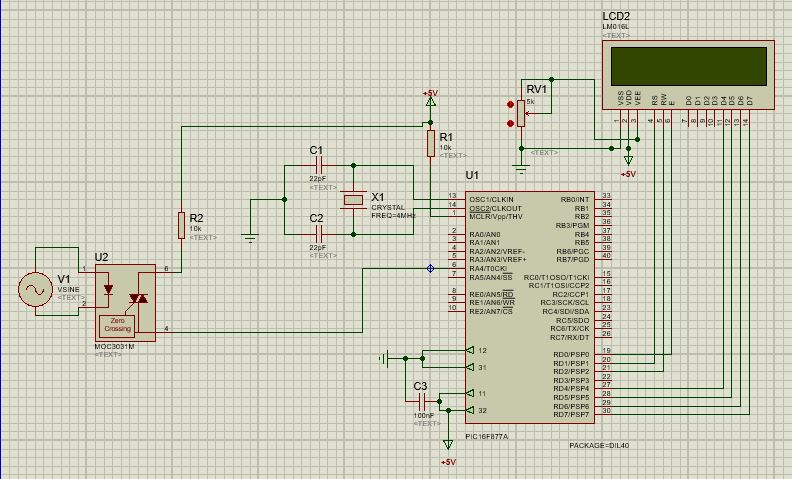 LCD2
LM016L
<TEXT>
VSS
VDD
VEE
RS
RW
E
D0
D1
D2
D3
D4
D5
D6
D7
1
2
3
4
5
6
7
8
9
10
11
12
13
14
+5V
RV1
5k
<TEXT>
+5V
R1
10k
<TEXT>
C1
22pF
<TEXT>
X1
CRYSTAL
FREQ=4MHz
C2
22pF
<TEXT>
R2
10k
<TEXT>
U1
13 OSC1/CLKIN RB0/INT 33
14 OSC2/CLKOUT RB1 34
1 MCLR/Vpp/THV RB2 35
RB3/PGM 36
2 RA0/AN0 RB4 37
3 RA1/AN1 RB5 38
4 RA2/AN2/VREF- RB6/PGC 39
5 RA3/AN3/VREF+ RB7/PGD 40
6 RA4/T0CKI
7 RA5/AN4/SS RC0/T1OSO/T1CKI 15
RC1/T1OSI/CCP2 16
8 RE0/AN5/RD RC2/CCP1 17
9 RE1/AN6/WR RC3/SCK/SCL 18
10 RE2/AN7/CS RC4/SDI/SDA 23
RC5/SDO 24
RC6/TX/CK 25
RC7/RX/DT 26
12 RD0/PSP0 19
RD1/PSP1 20
31 RD2/PSP2 21
RD3/PSP3 22
RD4/PSP4 27
11 RD5/PSP5 28
RD6/PSP6 29
32 RD7/PSP7 30
PIC16F877A
PACKAGE=DIL40
U2
1
2
6
4
Zero
Crossing
MOC3031M
<TEXT>
V1
VSINE
<TEXT>
C3
100nF
<TEXT>
+5V